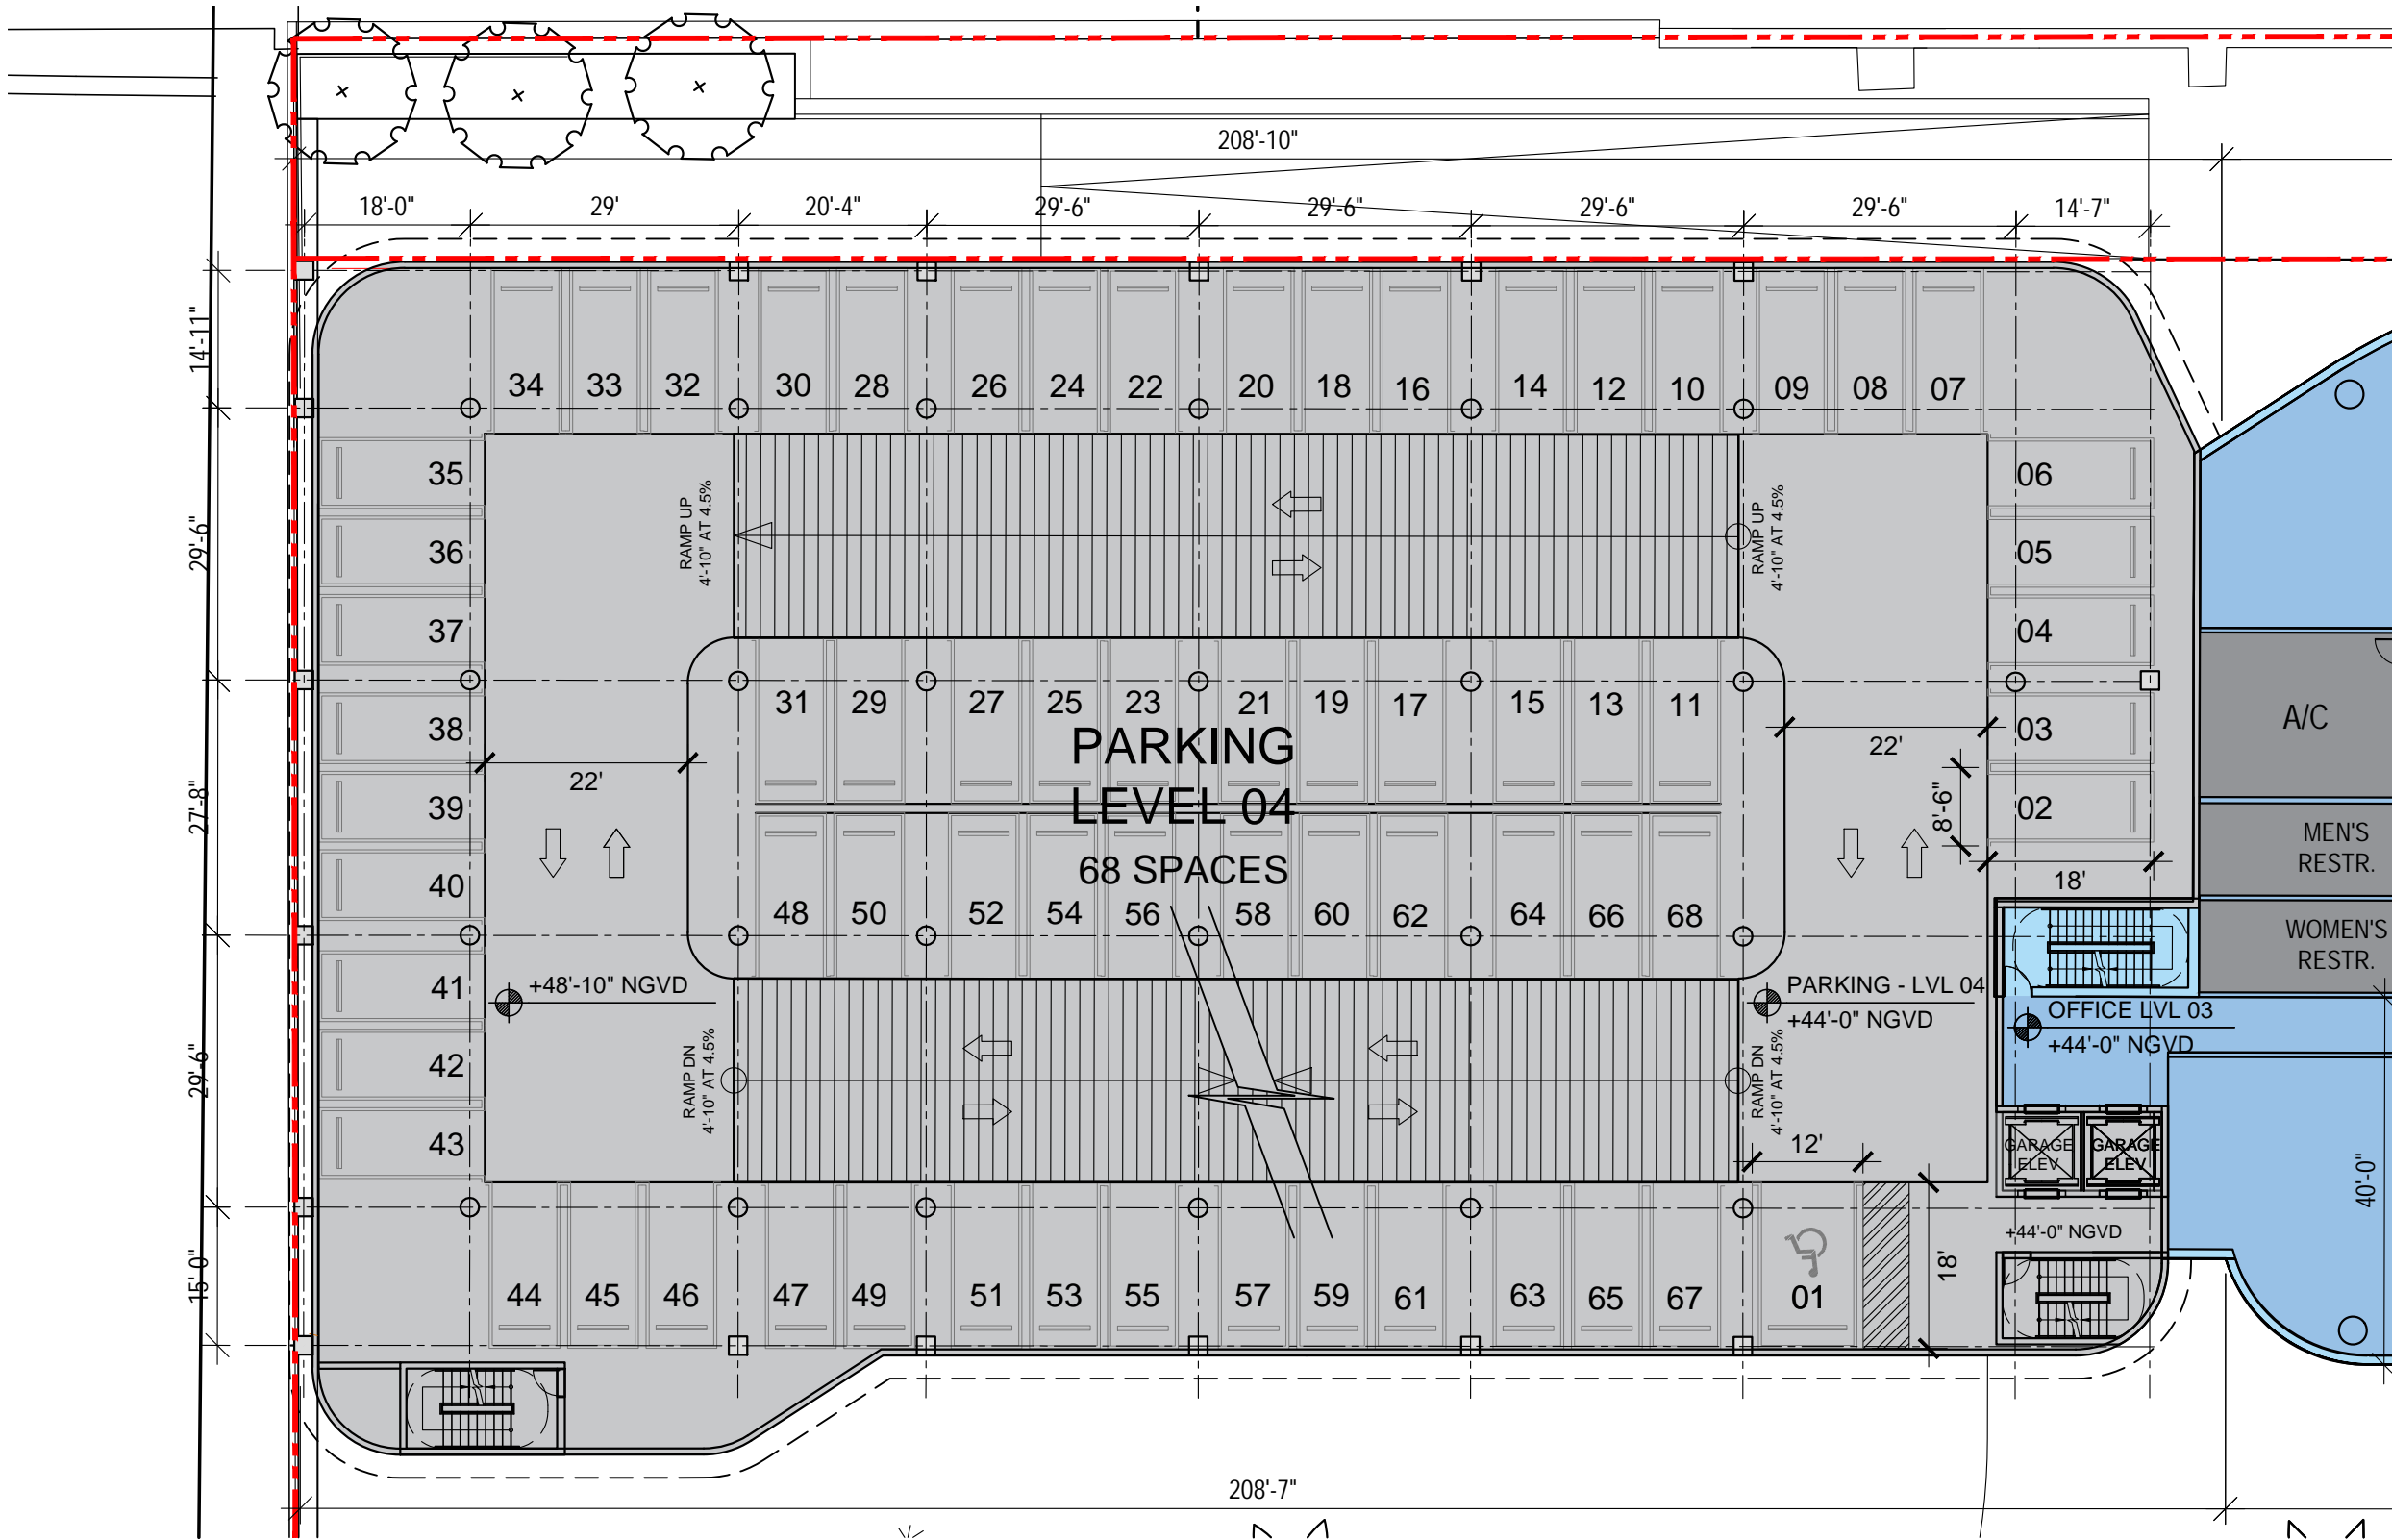 208'-10"
18'-0"
29'
20'-4"
29'-6"
29'-6"
29'-6"
29'-6"
14'-7"
14'-11"
29'-6"
27'-8"
29'-6"
15'-0"
34 33 32 30 28 26 24 22 20 18 16 14 12 10 09 08 07
35
36
37
38
39
40
41
42
43
RAMP UP
4'-10" AT 4.5%
RAMP UP
4'-10" AT 4.5%
06
05
04
03
02
31 29 27 25 23 21 19 17 15 13 11
PARKING
LEVEL 04
68 SPACES
22'
22'
8'-6"
18'
48 50 52 54 56 58 60 62 64 66 68
+48'-10" NGVD
PARKING - LVL 04
+44'-0" NGVD
OFFICE LVL 03
+44'-0" NGVD
A/C
MEN'S
RESTR.
WOMEN'S
RESTR.
RAMP DN
4'-10" AT 4.5%
RAMP DN
4'-10" AT 4.5%
12'
18'
GARAGE
ELEV
GARAGE
ELEV
40'-0"
+44'-0" NGVD
44 45 46 47 49 51 53 55 57 59 61 63 65 67 01
208'-7"